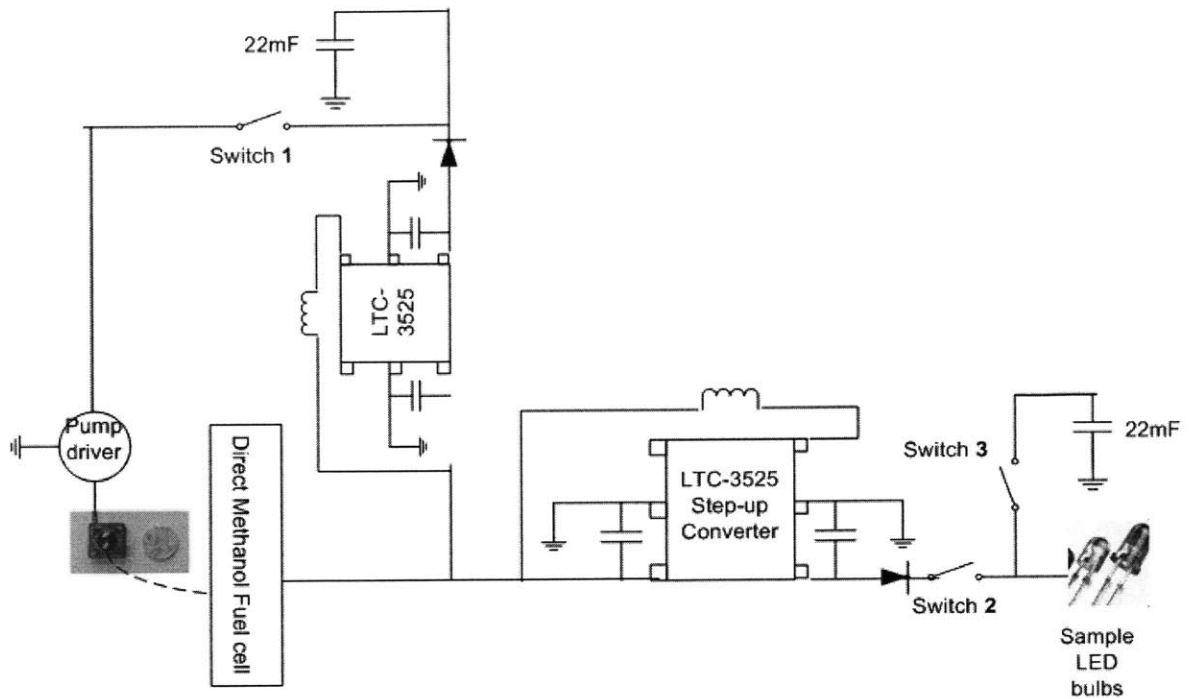 22mF
Switch 1
LTC-
3525
Pump
driver
Direct Methanol Fuel cell
LTC-3525
Step-up
Converter
Switch 3
22mF
Switch 2
Sample
LED
bulbs